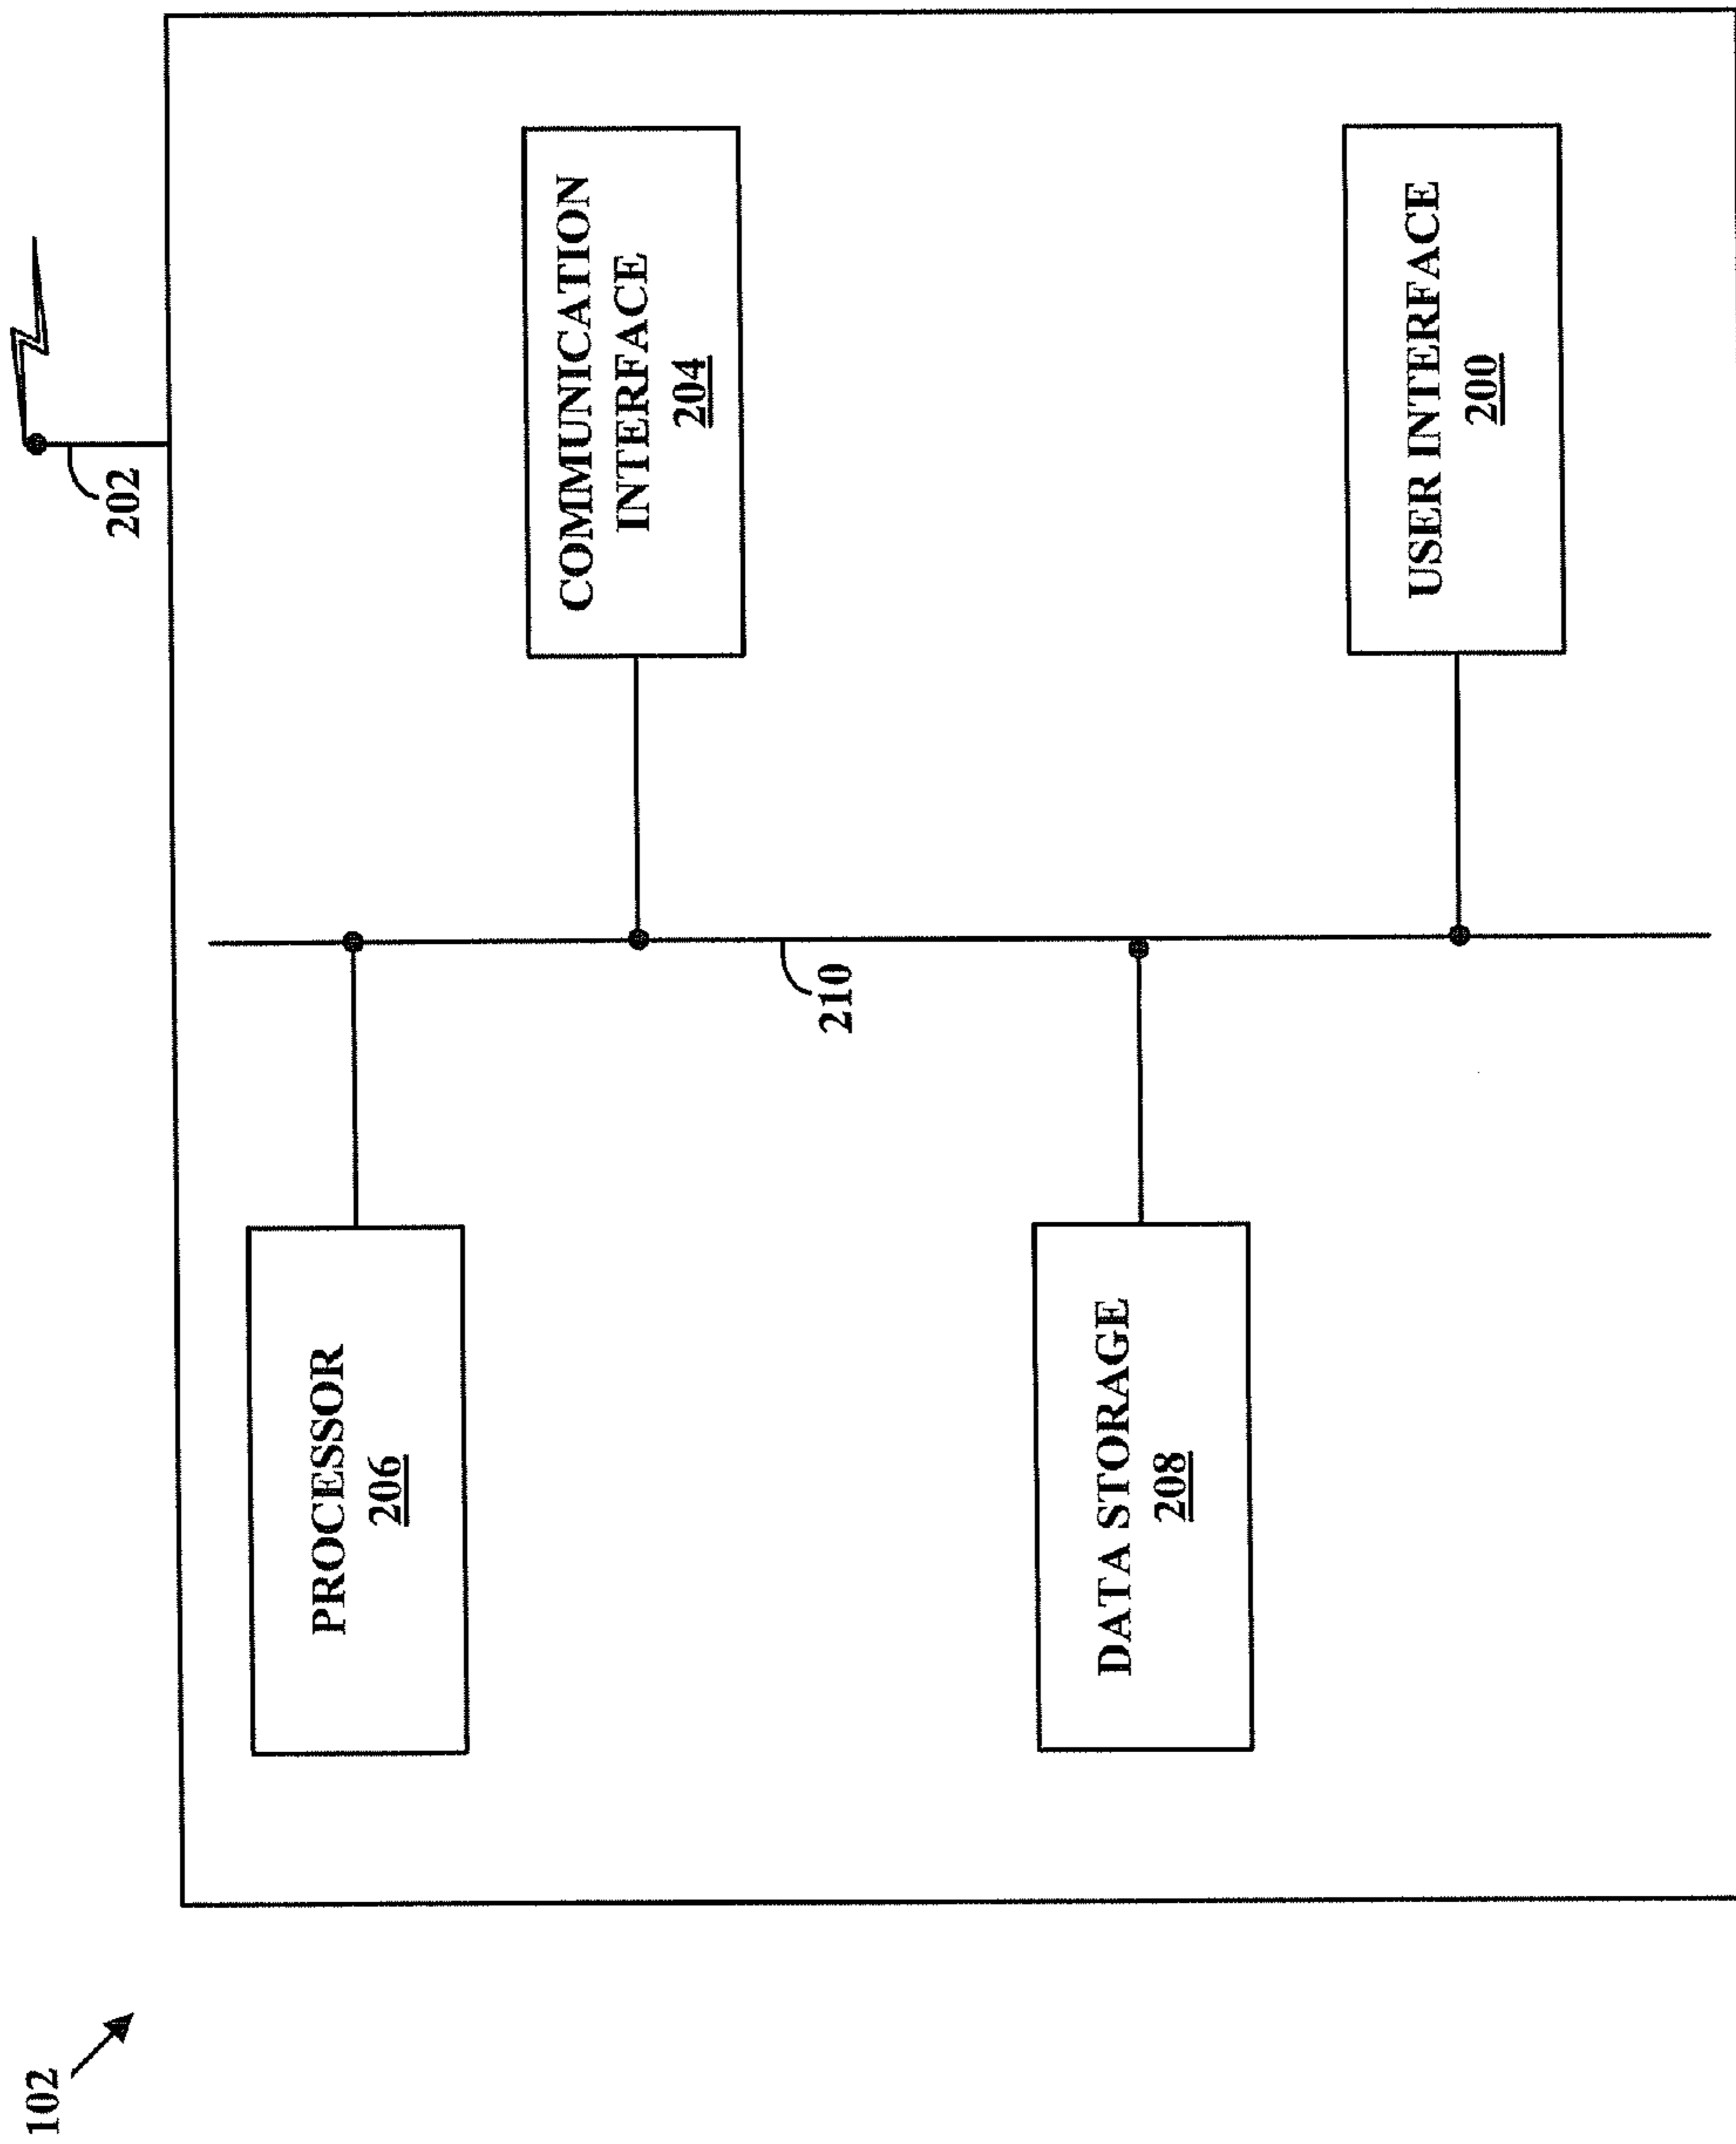 102
202
PROCESSOR
206
COMMUNICATION
INTERFACE
204
210
DATA STORAGE
208
USER INTERFACE
200